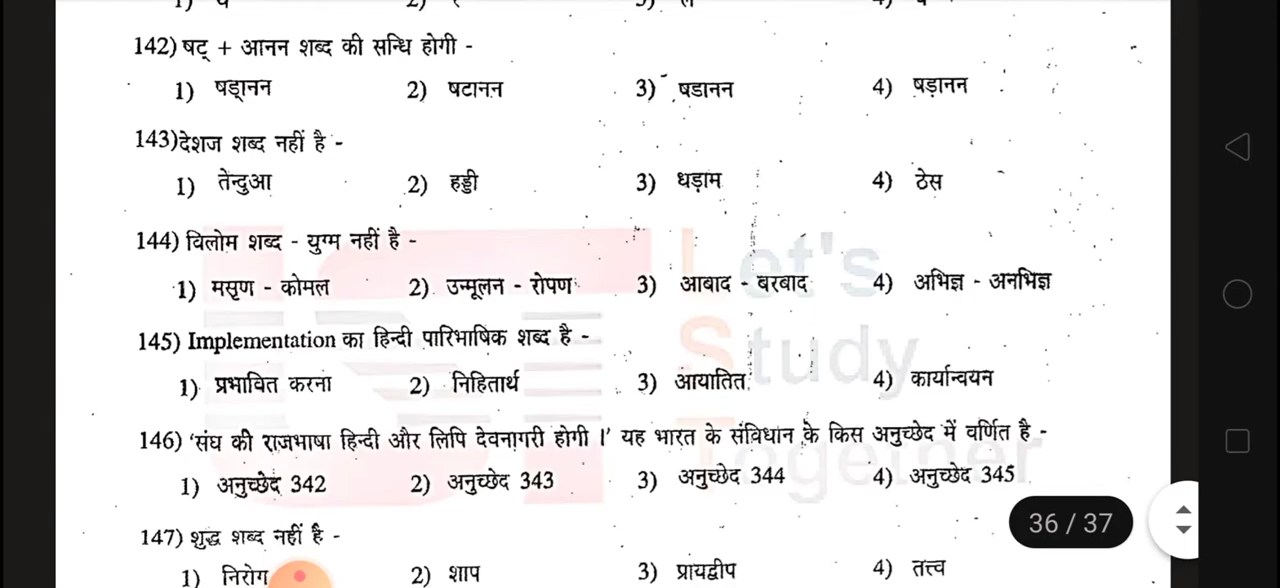 142) षट् + आनन शब्द की सन्धि होगी -
1) षड्ानन 2) षटानन 3) षडानन 4) षड़ानन
143) देशज शब्द नहीं है -
1) तेन्दुआ 2) हड्डी 3) धड़ाम 4) ठेस
144) विलोम शब्द - युग्म नहीं है -
1) मसृण - कोमल 2) उन्मूलन - रोपण 3) आबाद - बरबाद 4) अभिज्ञ - अनभिज्ञ
145) Implementation का हिन्दी पारिभाषिक शब्द है -
1) प्रभावित करना 2) निहितार्थ 3) आयातित 4) कार्यान्वयन
146) 'संघ की राजभाषा हिन्दी और लिपि देवनागरी होगी ।' यह भारत के संविधान के किस अनुच्छेद में वर्णित है -
1) अनुच्छेद 342 2) अनुच्छेद 343 3) अनुच्छेद 344 4) अनुच्छेद 345
147) शुद्ध शब्द नहीं है -
1) निरोग 2) शाप 3) प्रायद्वीप 4) तत्त्व
Let's
Study
Together
36 / 37